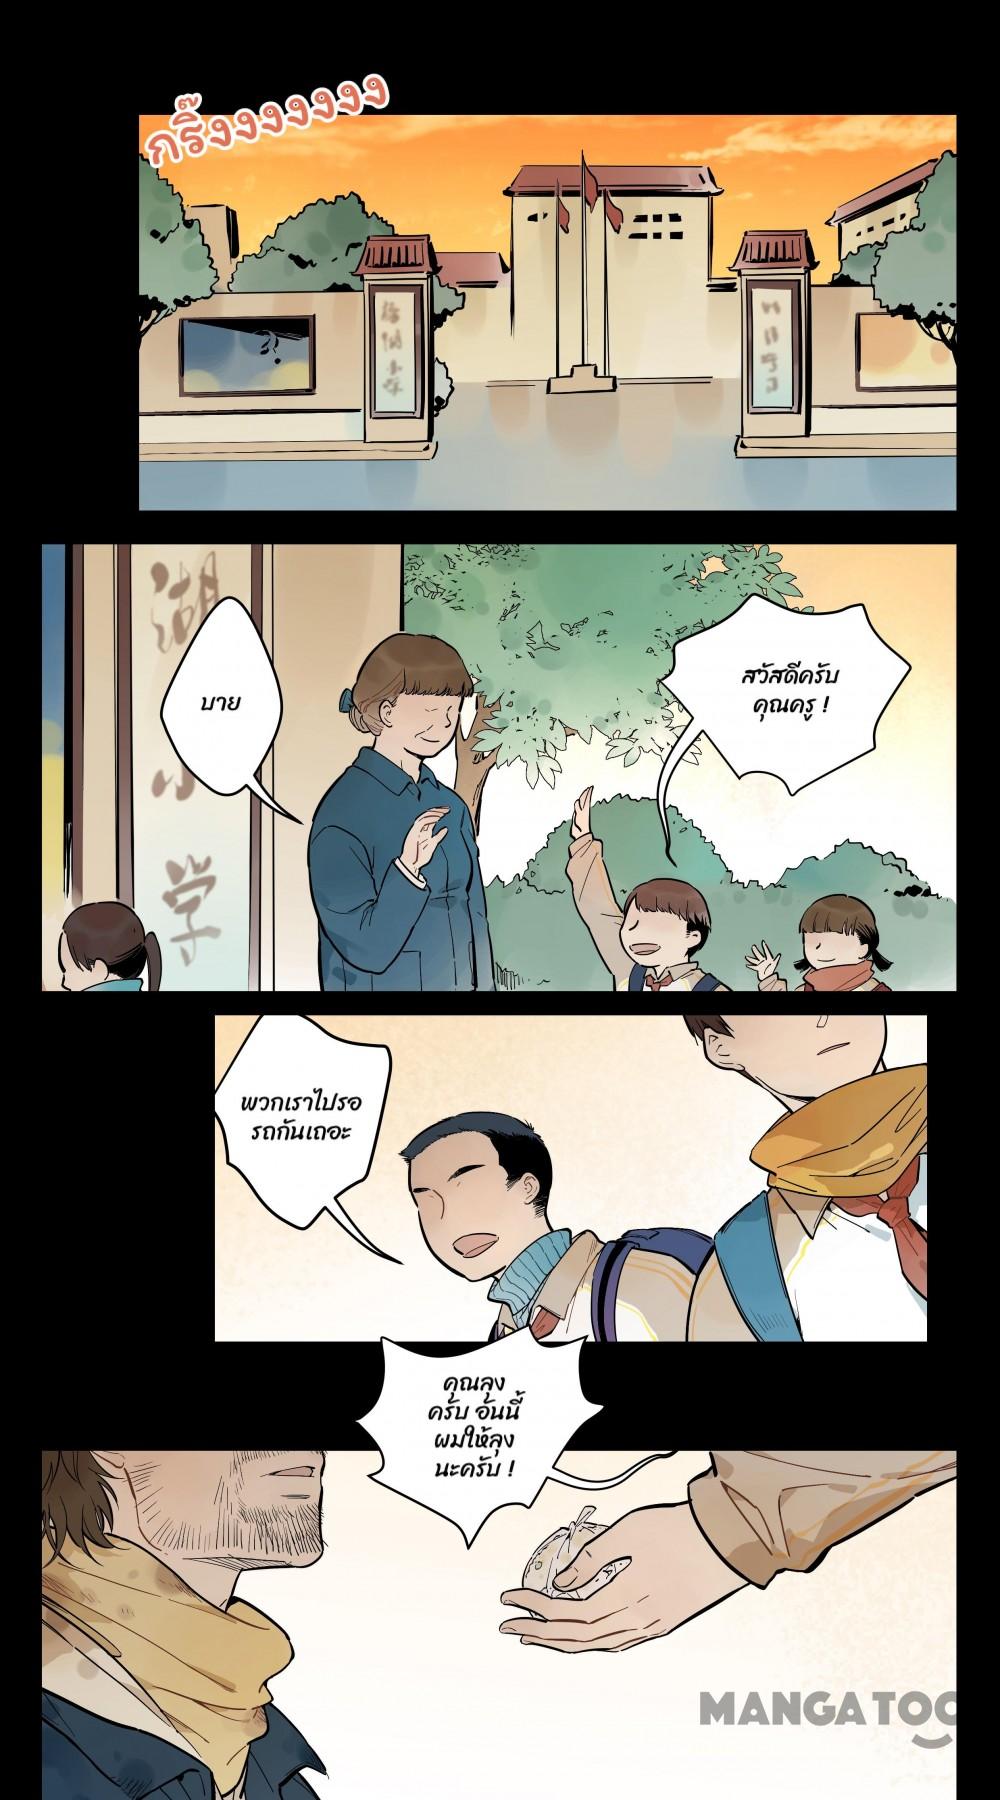 กริ๊งงงงงงงง
湖
小
学
บาย
สวัสดีครับ
คุณครู !
พวกเราไปรอ
รถกันเถอะ
คุณลุง
ครับ อันนี้
ผมให้ลุง
นะครับ !
MANGATOO